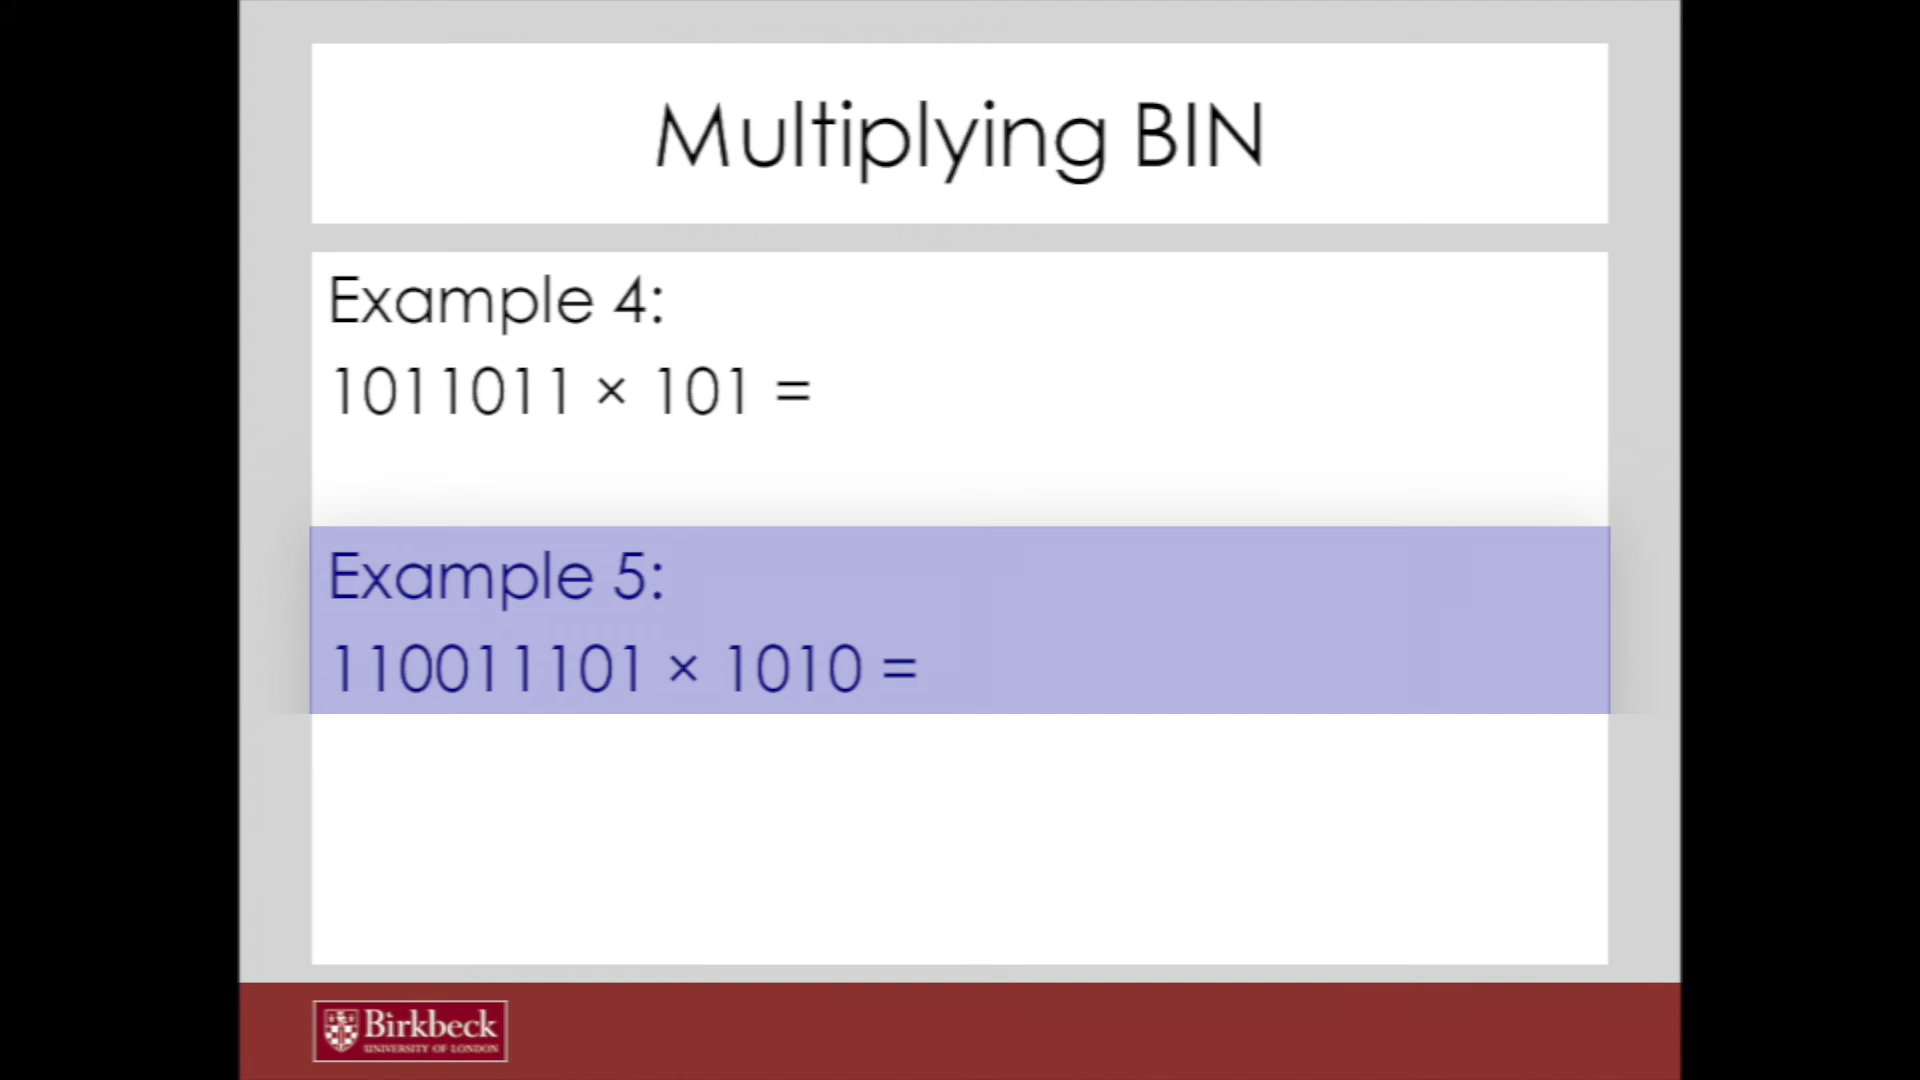 Multiplying BIN
Example 4:
1011011 × 101 =
Example 5:
110011101 × 1010 =
Birkbeck
UNIVERSITY OF LONDON